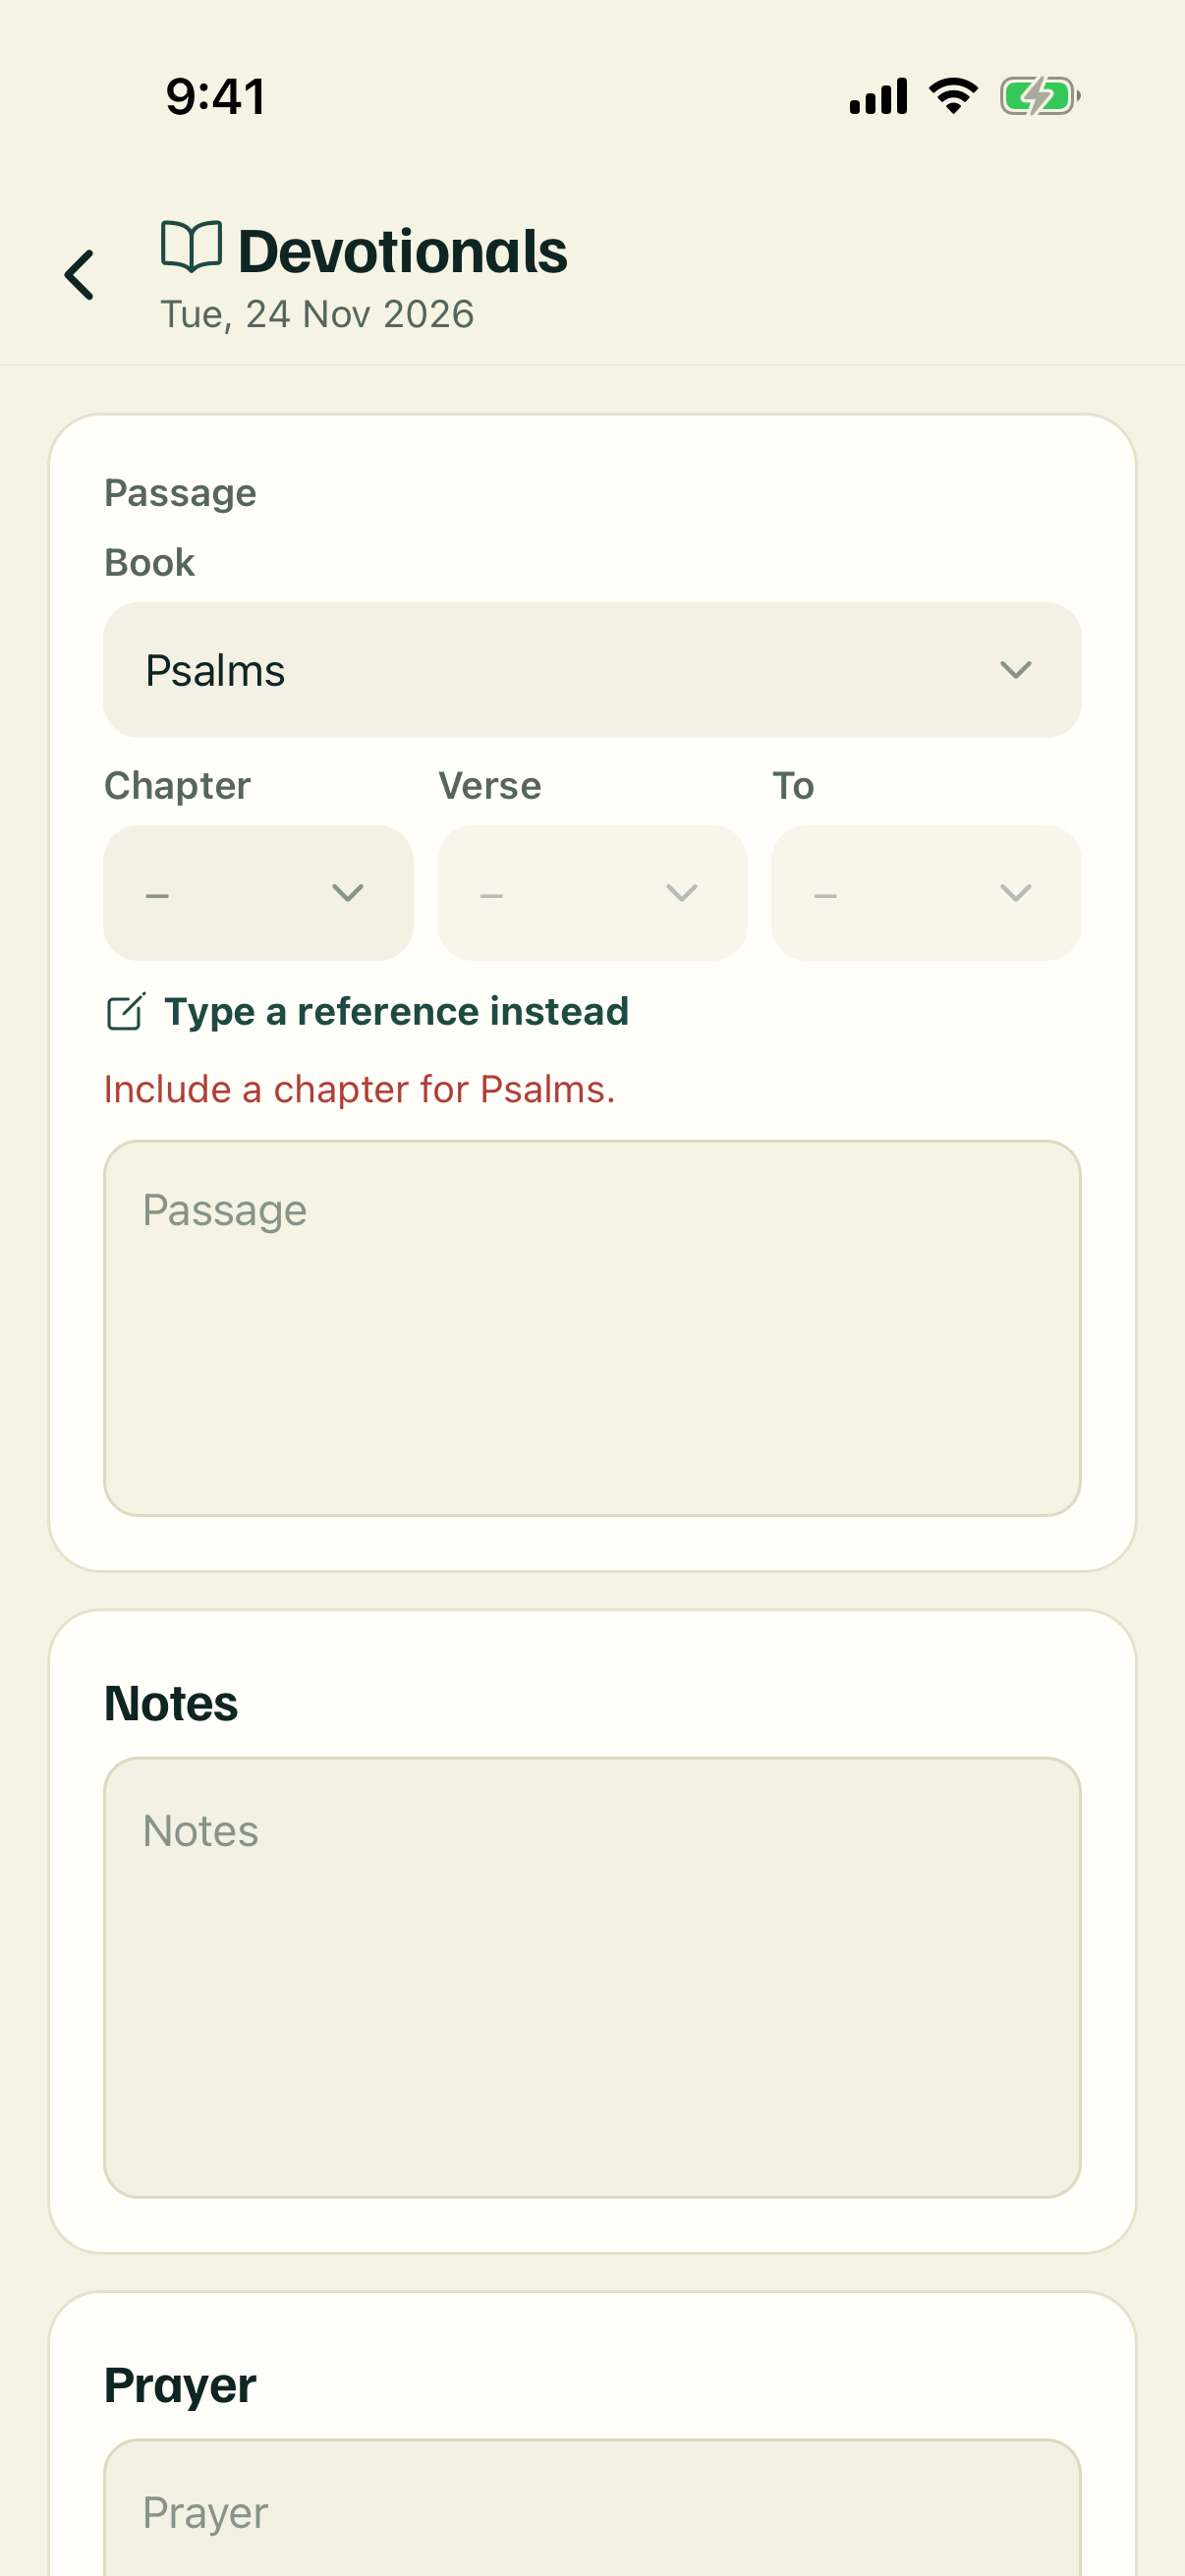 9:41
Devotionals
Tue, 24 Nov 2026
Passage
Book
Psalms
Chapter Verse To
– – –
Type a reference instead
Include a chapter for Psalms.
Passage
Notes
Notes
Prayer
Prayer